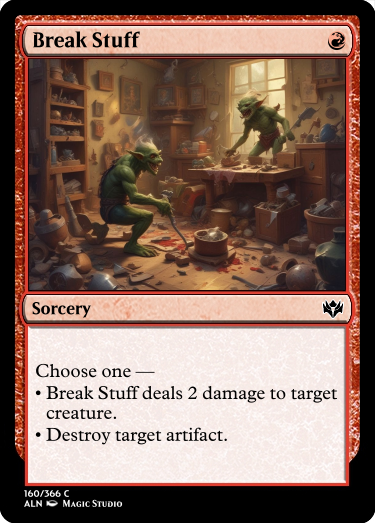 Break Stuff
Sorcery
Choose one —
• Break Stuff deals 2 damage to target
creature.
• Destroy target artifact.
160/366 C
ALN Magic Studio